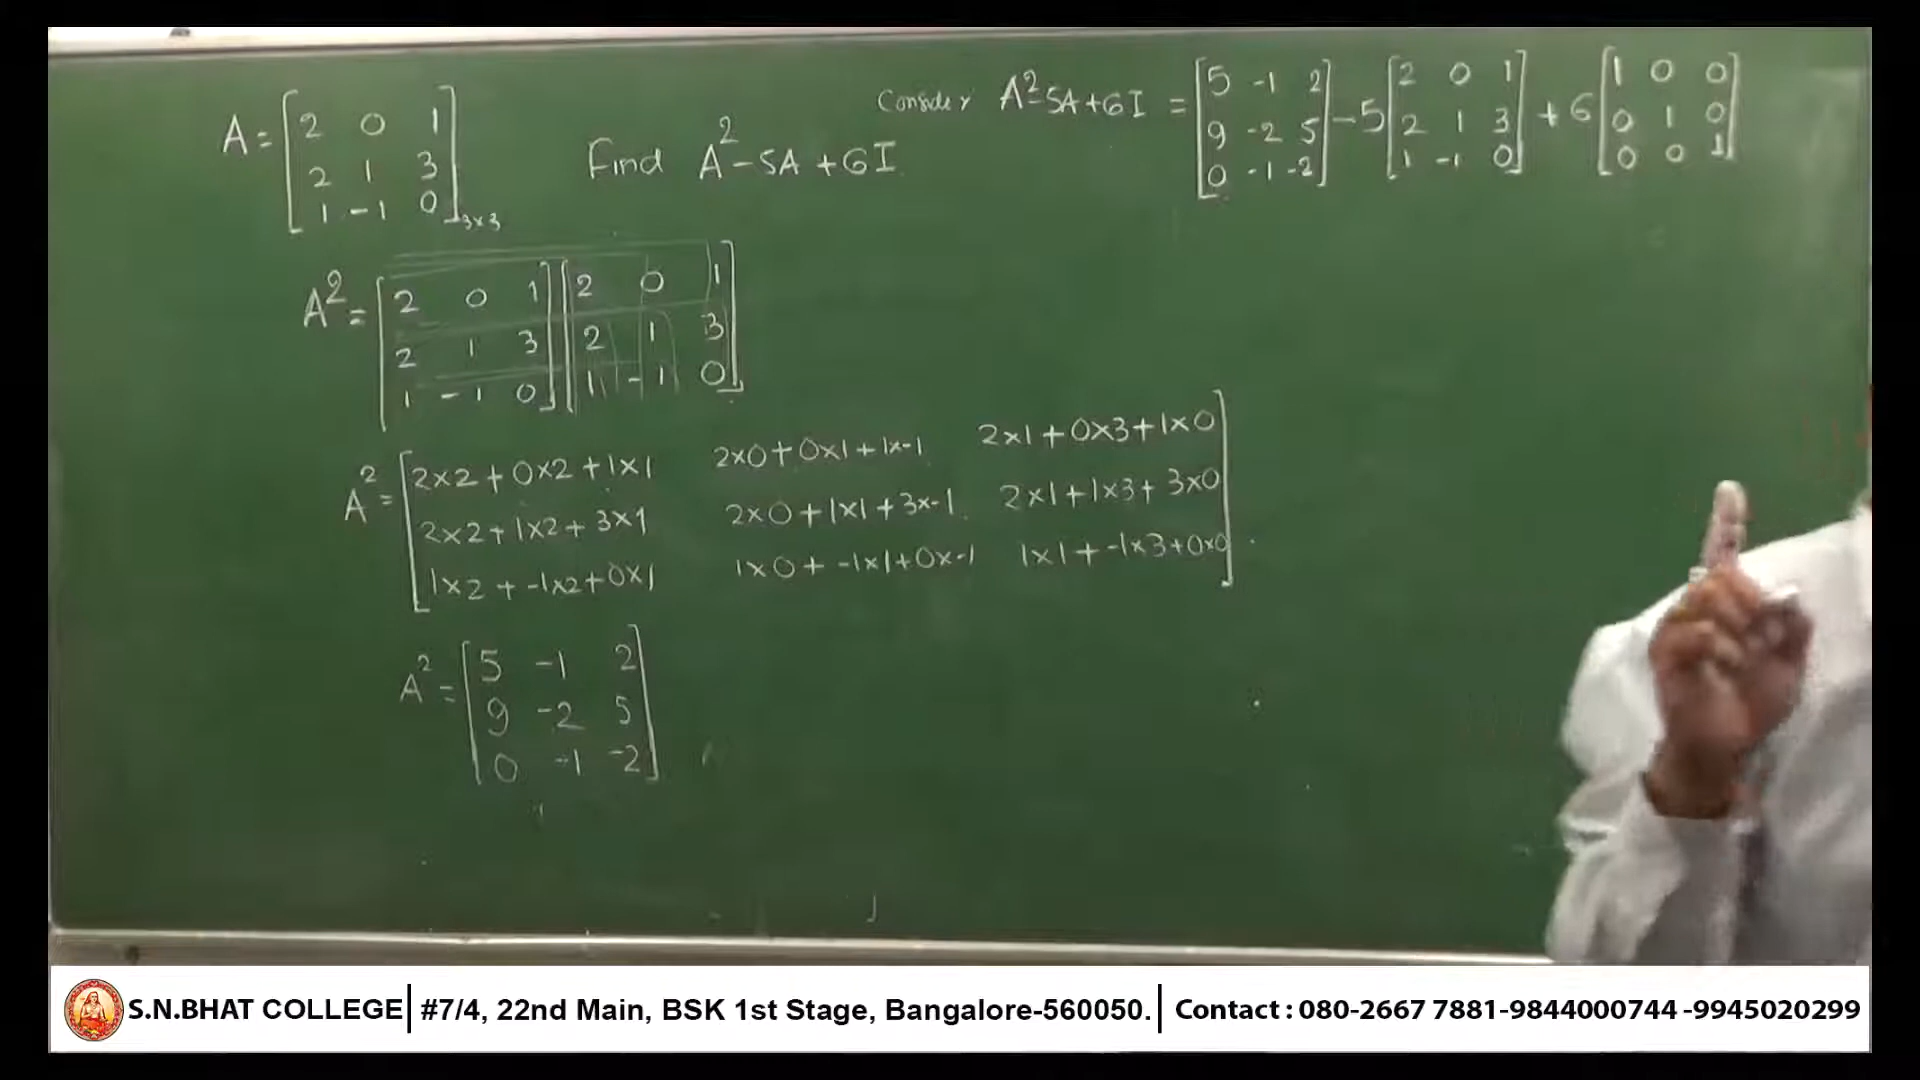 A = [2 0 1
2 1 3
1 -1 0]3×3
Find A² - 5A + 6I
Consider A² - 5A + 6I = [5 -1 2
9 -2 5
0 -1 -2] - 5 [2 0 1
2 1 3
1 -1 0] + 6 [1 0 0
0 1 0
0 0 1]
A² = [2 0 1
2 1 3
1 -1 0] [2 0 1
2 1 3
1 -1 0]
A² = [2×2+0×2+1×1 2×0+0×1+1×-1 2×1+0×3+1×0
2×2+1×2+3×1 2×0+1×1+3×-1 2×1+1×3+3×0
1×2+-1×2+0×1 1×0+-1×1+0×-1 1×1+-1×3+0×0]
A² = [5 -1 2
9 -2 5
0 -1 -2]
S.N.BHAT COLLEGE | #7/4, 22nd Main, BSK 1st Stage, Bangalore-560050. | Contact : 080-2667 7881-9844000744 -9945020299